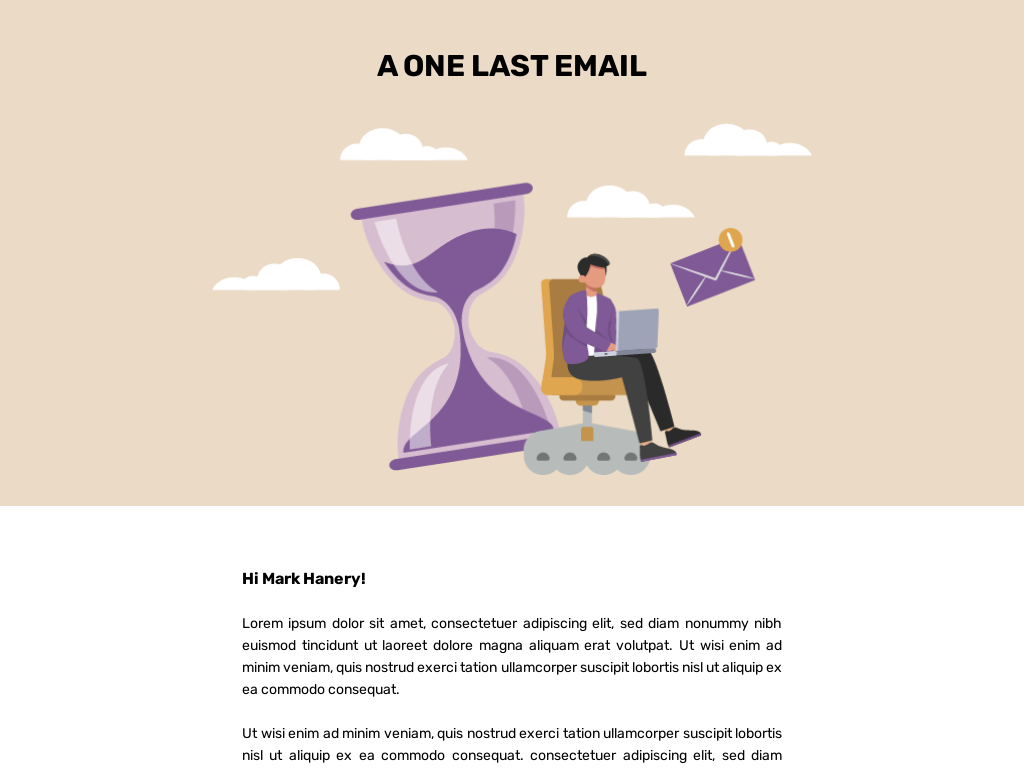 A ONE LAST EMAIL
Hi Mark Hanery!
Lorem ipsum dolor sit amet, consectetuer adipiscing elit, sed diam nonummy nibh
euismod tincidunt ut laoreet dolore magna aliquam erat volutpat. Ut wisi enim ad
minim veniam, quis nostrud exerci tation ullamcorper suscipit lobortis nisl ut aliquip ex
ea commodo consequat.
Ut wisi enim ad minim veniam, quis nostrud exerci tation ullamcorper suscipit lobortis
nisl ut aliquip ex ea commodo consequat. consectetuer adipiscing elit, sed diam